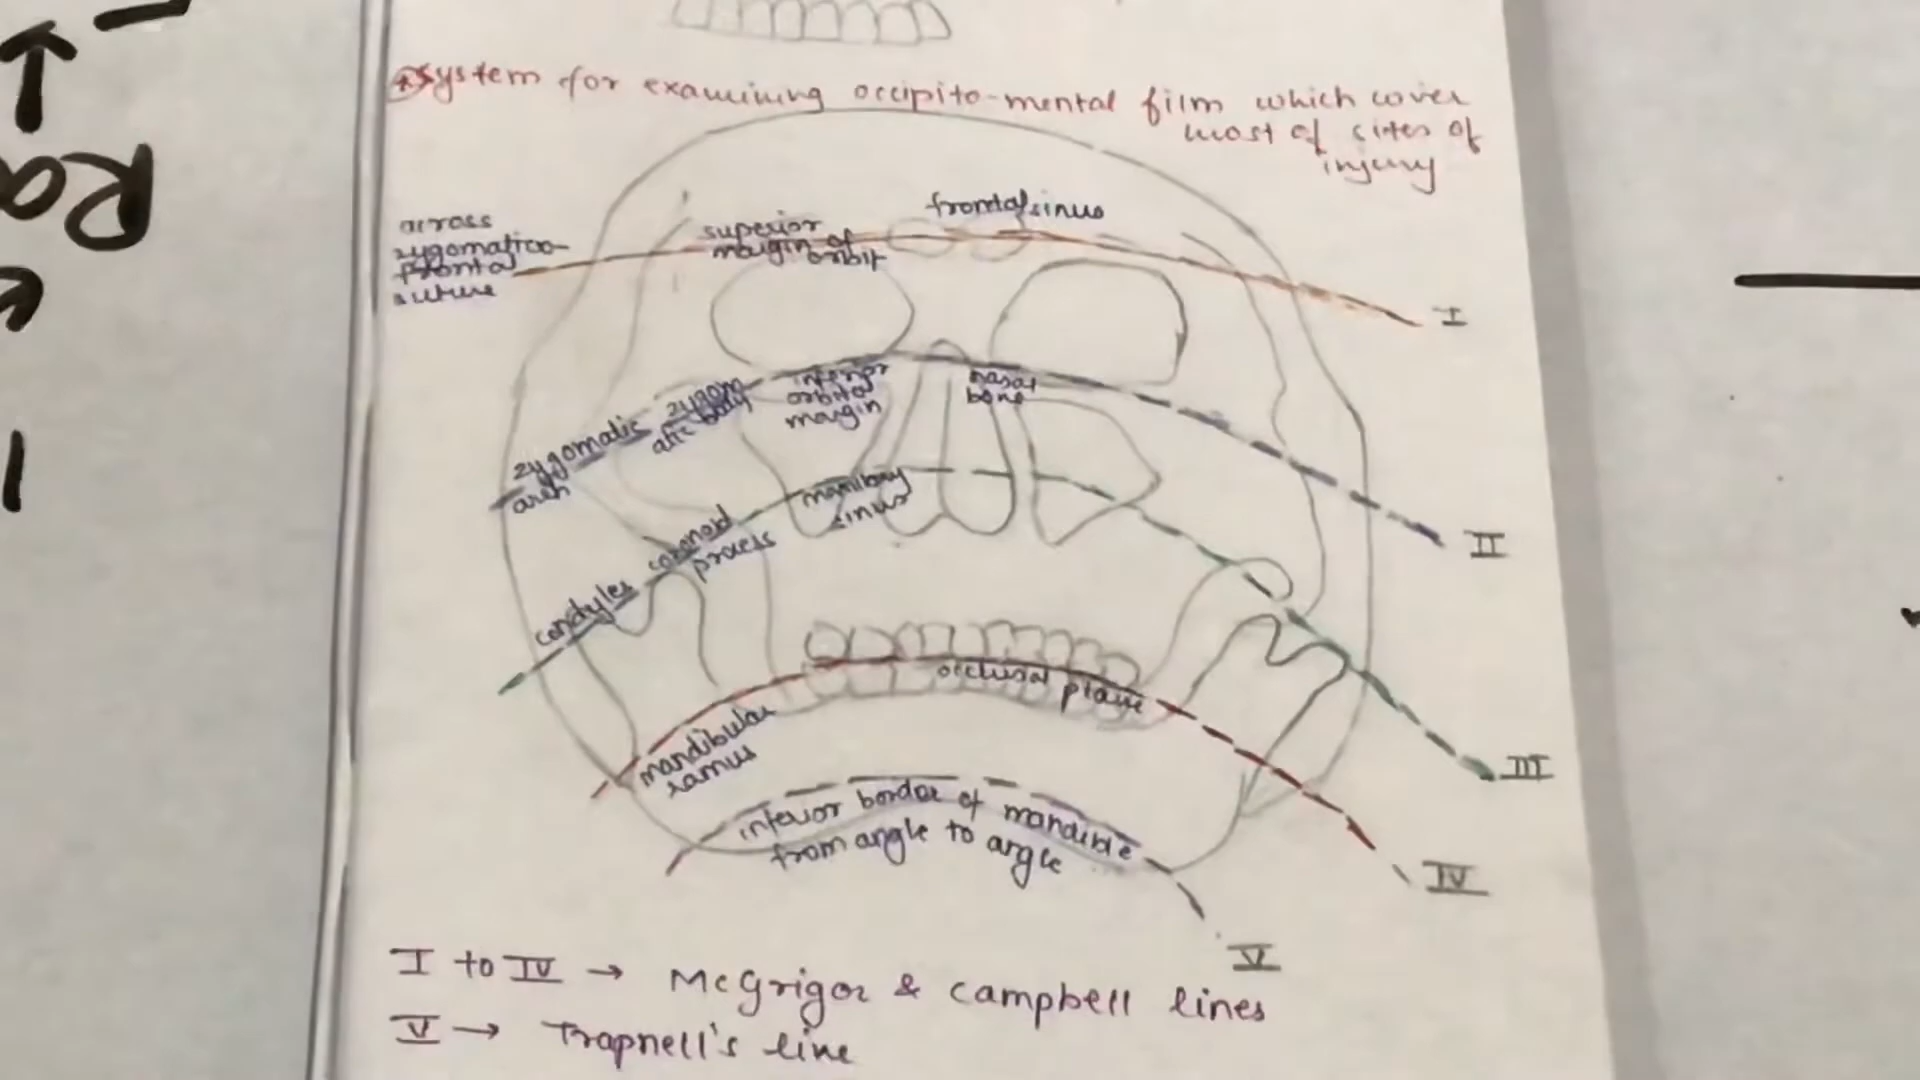 *System for examining occipito-mental film which cover
most of sites of
injury
across
zygomatico-
frontal
suture
superior
margin of
orbit
frontal sinus
I
zygomatic
arch
zygom
atic body
inferior
orbital
margin
nasal
bone
II
condyles
coronoid
process
maxillary
sinus
III
mandibular
ramus
occlusal plane
IV
inferior border of mandible
from angle to angle
V
I to IV → McGrigor & Campbell lines
V → Trapnell's line